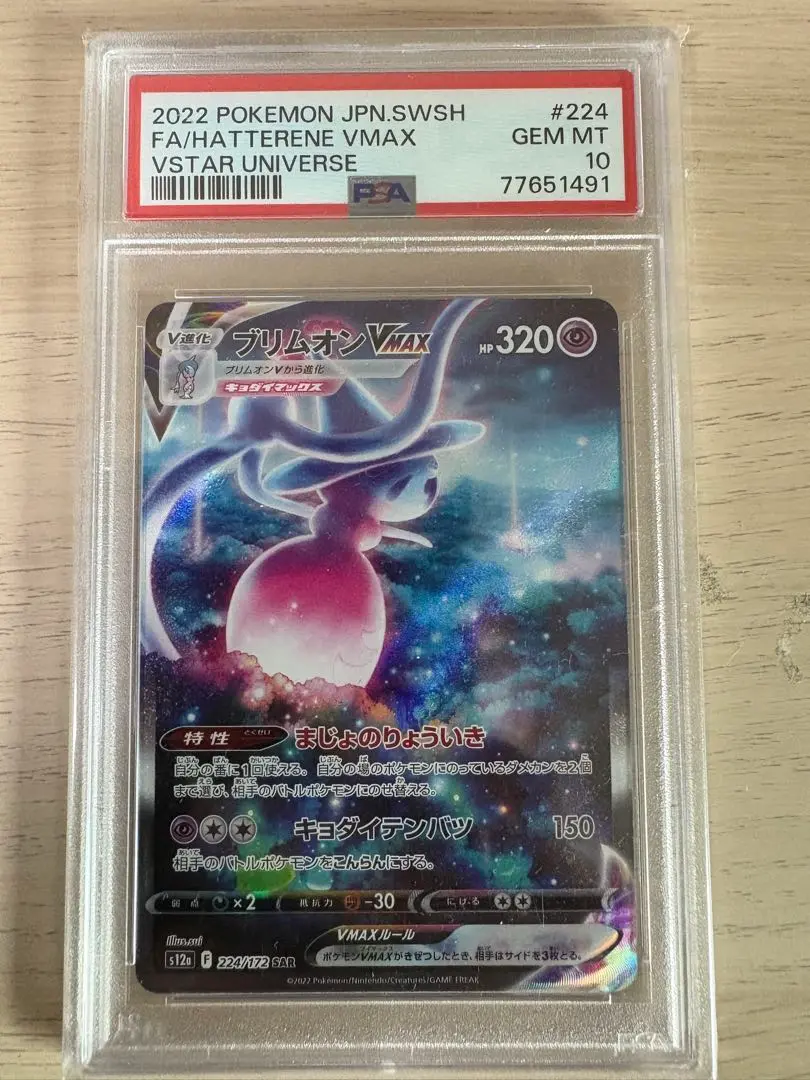 2022 POKEMON JPN.SWSH #224
FA/HATTERENE VMAX GEM MT
VSTAR UNIVERSE 10
PSA 77651491
V進化 ブリムオンVMAX HP320
ブリムオンVから進化
キョダイマックス
特性 とくせい まじょのりょういき
自分の番に1回使える。自分の場のポケモンにのっているダメカンを2個
まで選び、相手のバトルポケモンにのせ替える。
キョダイテンバツ 150
相手のバトルポケモンをこんらんにする。
弱点 ×2 抵抗力 -30 にげる
Illus.sui
VMAXルール
s12a F 224/172 SAR
ポケモンVMAXがきぜつしたとき、相手はサイドを3枚とる。
©2022 Pokémon/Nintendo/Creatures/GAME FREAK